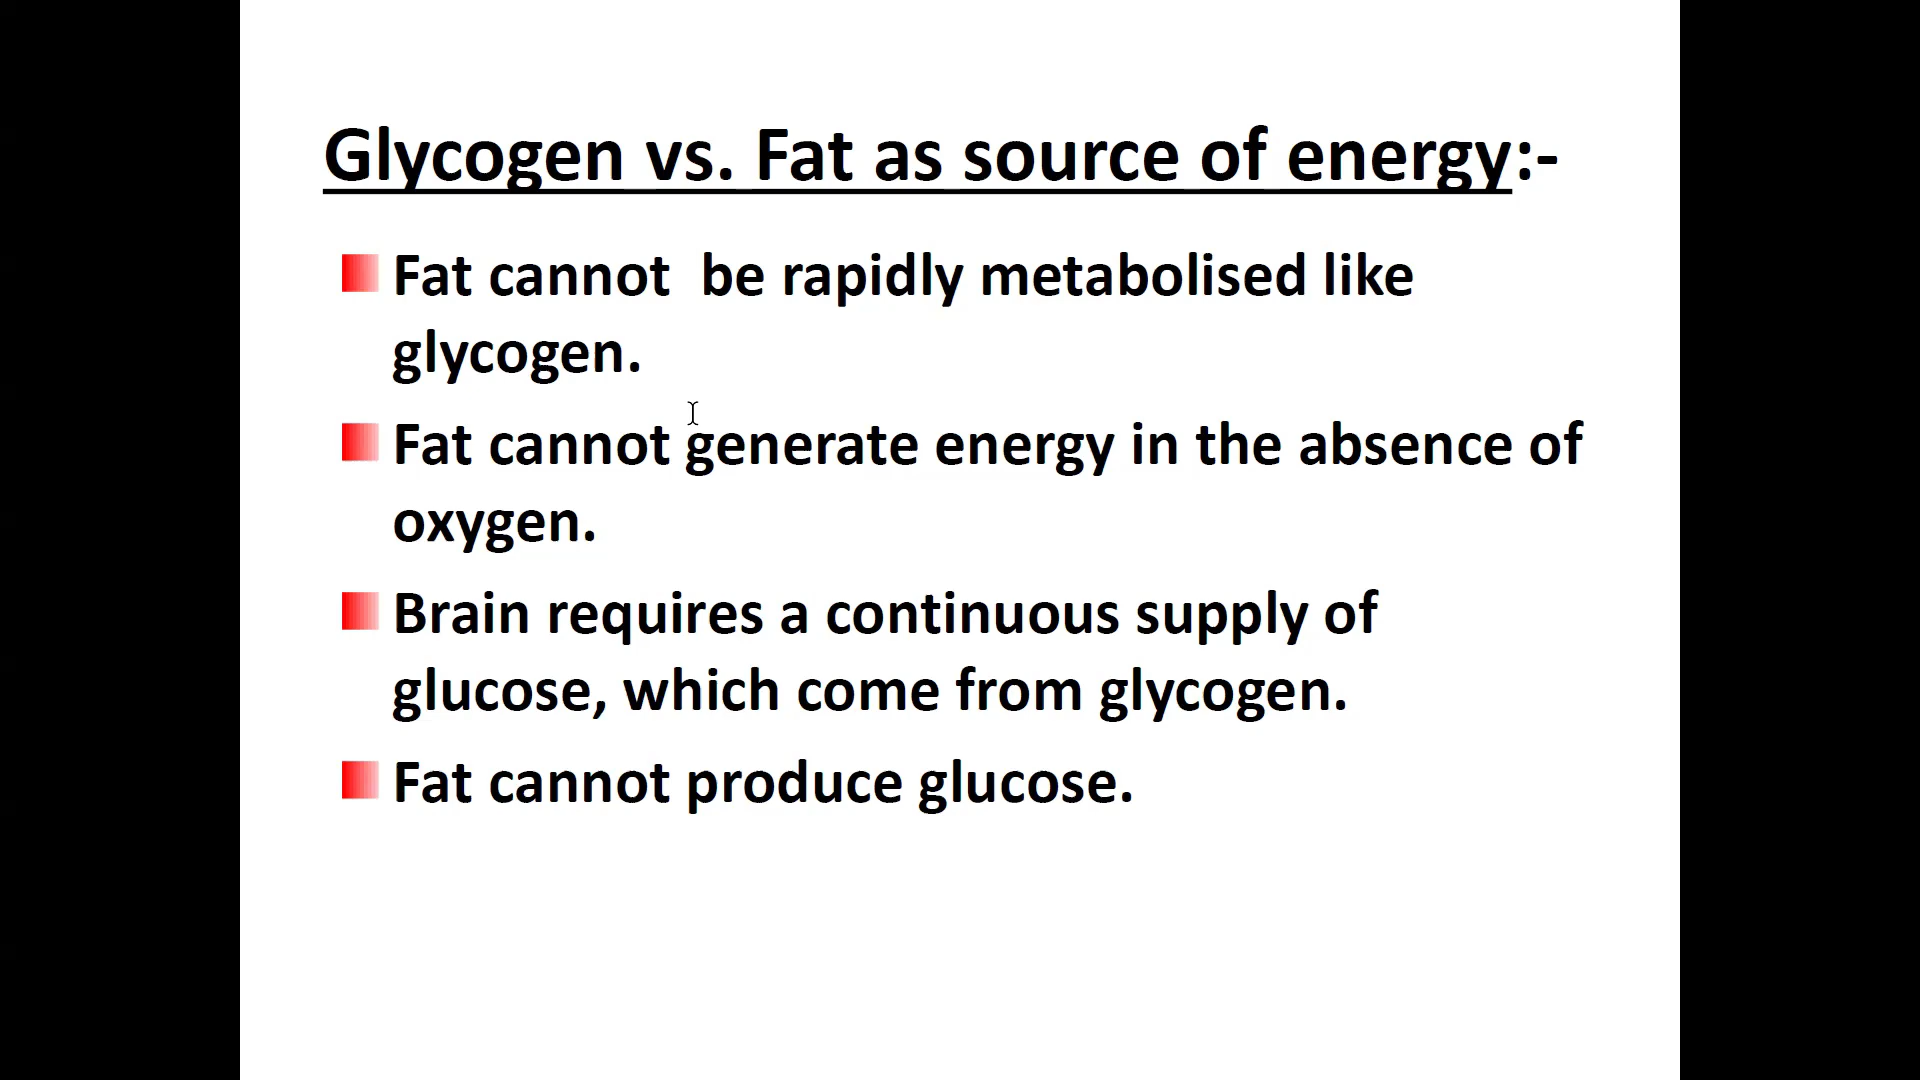 Glycogen vs. Fat as source of energy:-
Fat cannot  be rapidly metabolised like
glycogen.
Fat cannot generate energy in the absence of
oxygen.
Brain requires a continuous supply of
glucose, which come from glycogen.
Fat cannot produce glucose.